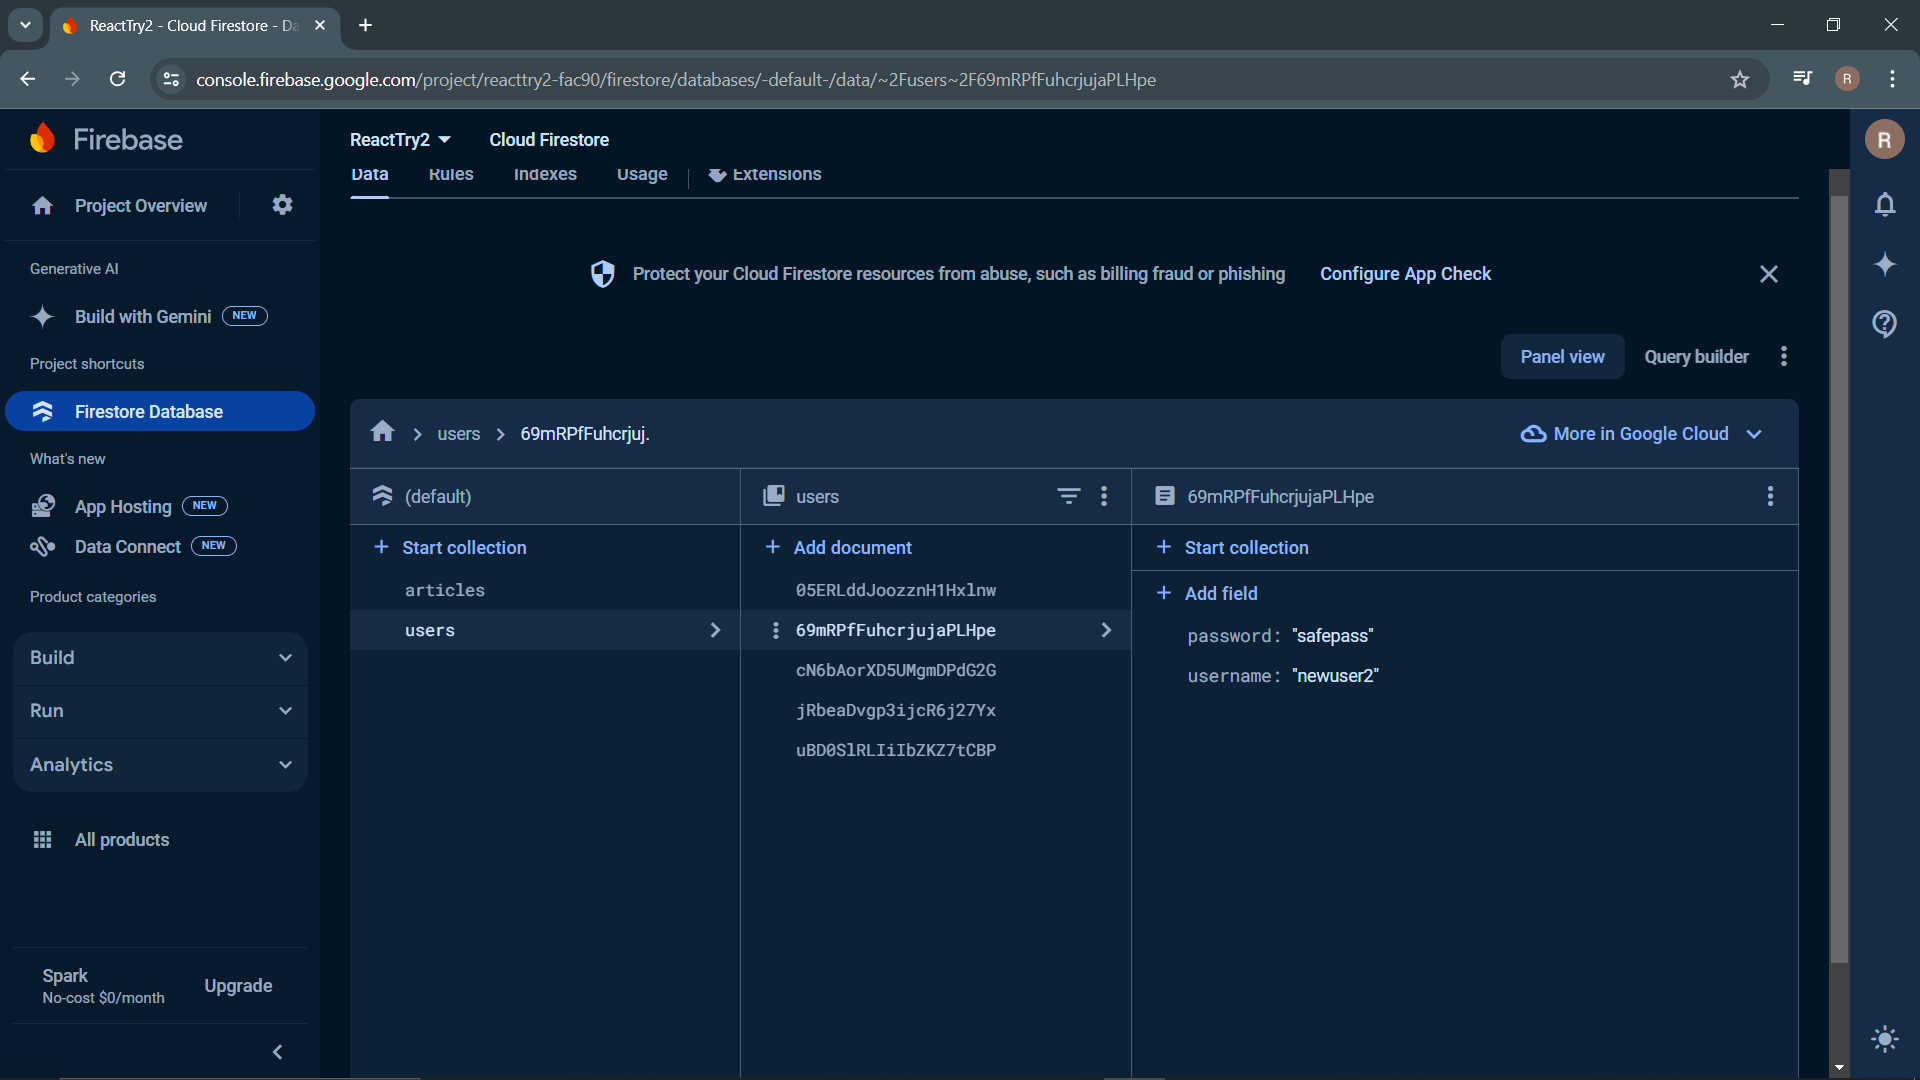 ReactTry2 - Cloud Firestore - Da
console.firebase.google.com/project/reacttry2-fac90/firestore/databases/-default-/data/~2Fusers~2F69mRPfFuhcrjujaPLHpe
R
Firebase
ReactTry2
Cloud Firestore
R
Data
Rules
Indexes
Usage
Extensions
Project Overview
Generative AI
Protect your Cloud Firestore resources from abuse, such as billing fraud or phishing
Configure App Check
Build with Gemini
NEW
Project shortcuts
Panel view
Query builder
Firestore Database
users
69mRPfFuhcrjuj.
More in Google Cloud
What's new
(default)
users
69mRPfFuhcrjujaPLHpe
App Hosting
NEW
Data Connect
NEW
Start collection
Add document
Start collection
Product categories
articles
05ERLddJoozznH1Hxlnw
Add field
users
69mRPfFuhcrjujaPLHpe
password: "safepass"
Build
cN6bAorXD5UMgmDPdG2G
username: "newuser2"
Run
jRbeaDvgp3ijcR6j27Yx
Analytics
uBD0SlRLIiIbZKZ7tCBP
All products
Spark
No-cost $0/month
Upgrade